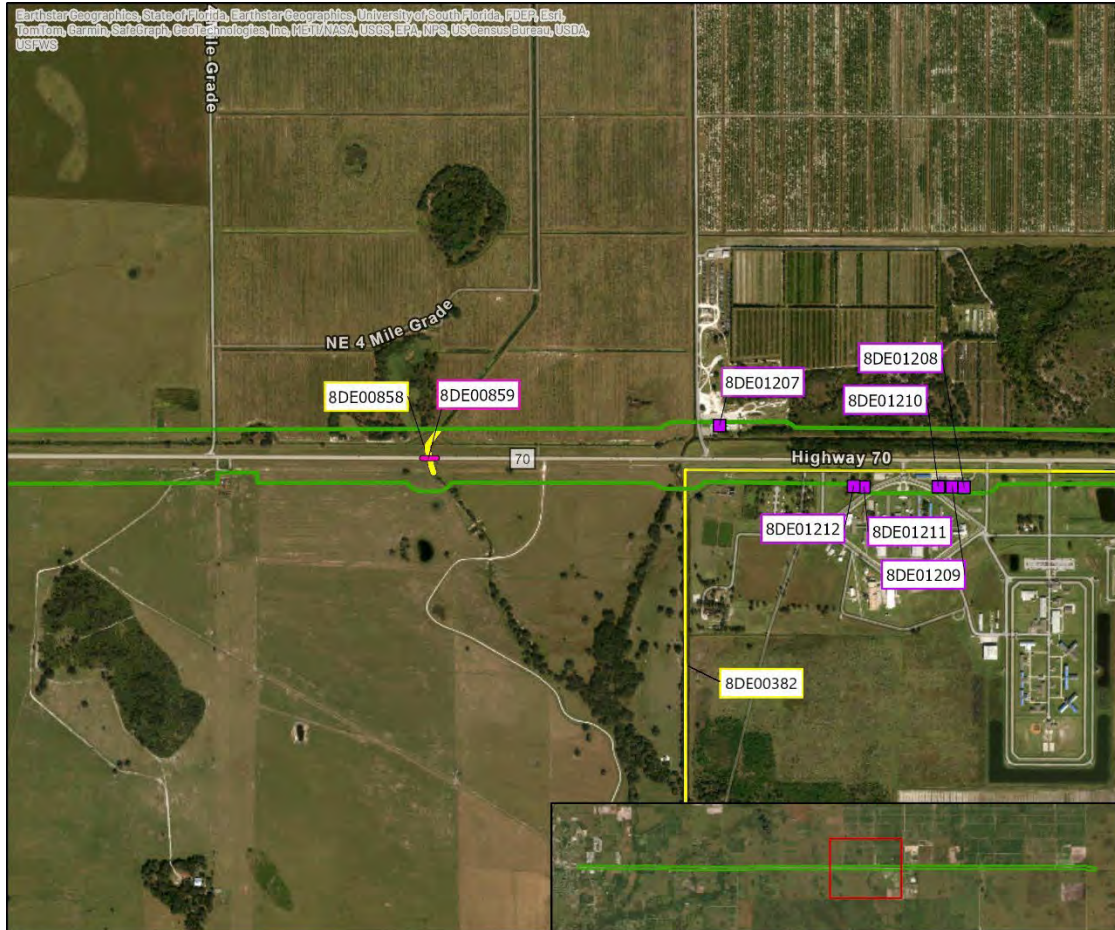 Earthstar Geographics, State of Florida, Earthstar Geographics, University of South Florida, FDEP, Esri,
TomTom, Garmin, SafeGraph, GeoTechnologies, Inc, METI/NASA, USGS, EPA, NPS, US Census Bureau, USDA,
USFWS
4 Mile Grade
NE 4 Mile Grade
8DE01208
8DE01207
8DE00858
8DE00859
8DE01210
70
Highway 70
8DE01212
8DE01211
8DE01209
8DE00382